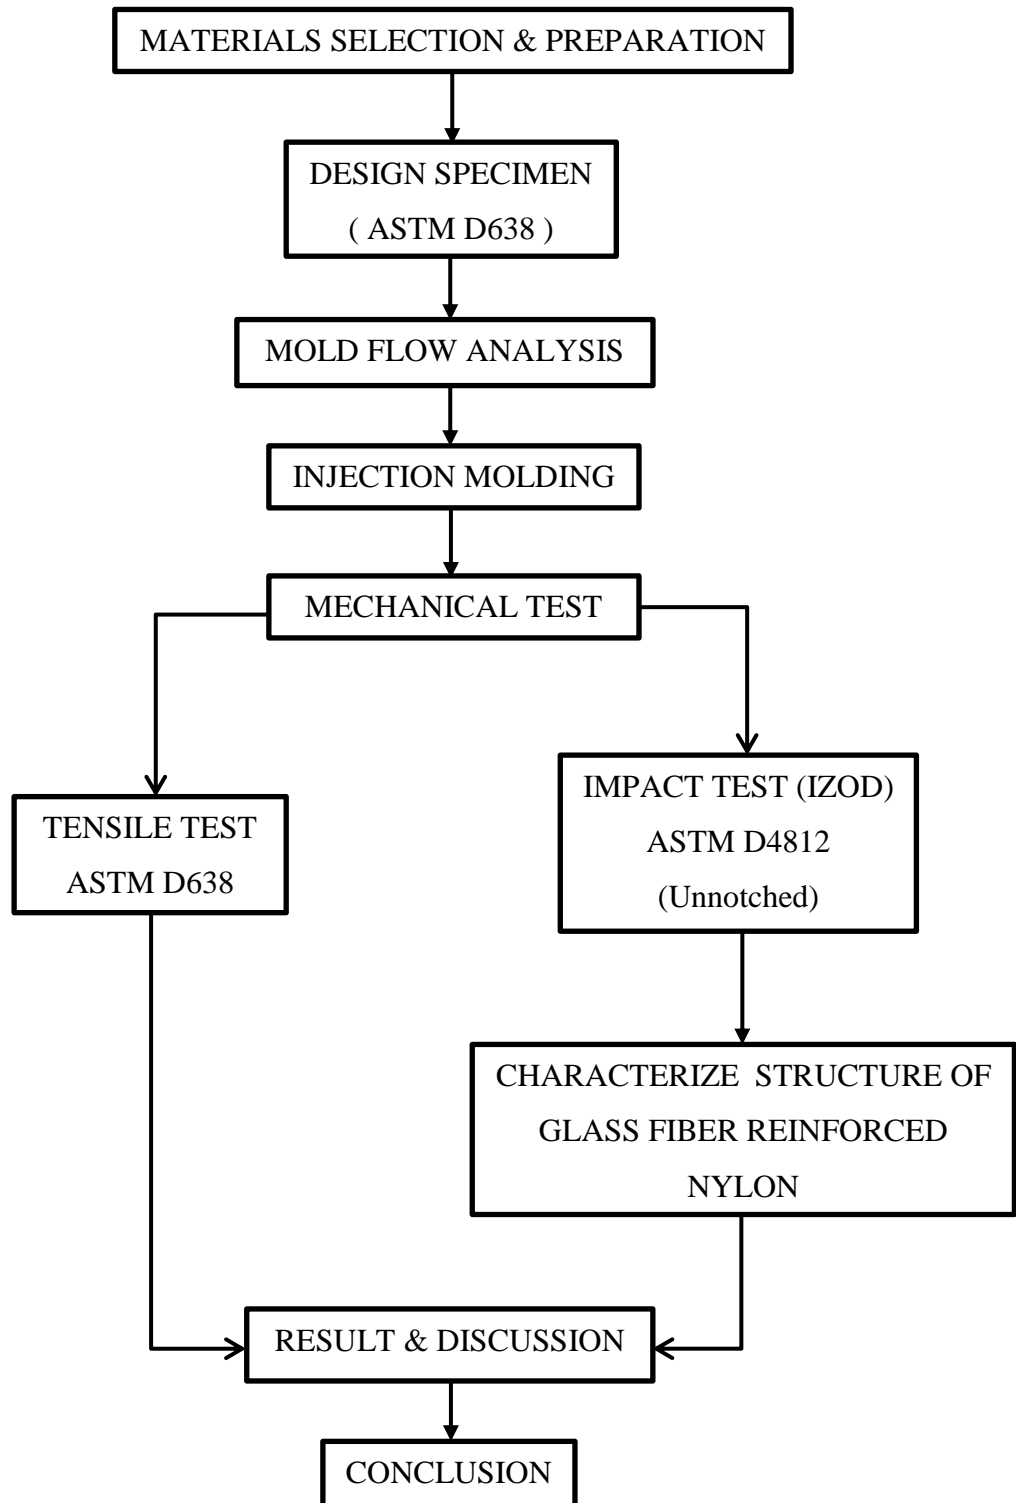 MATERIALS SELECTION & PREPARATION
DESIGN SPECIMEN
( ASTM D638 )
MOLD FLOW ANALYSIS
INJECTION MOLDING
MECHANICAL TEST
TENSILE TEST
ASTM D638
IMPACT TEST (IZOD)
ASTM D4812
(Unnotched)
CHARACTERIZE STRUCTURE OF
GLASS FIBER REINFORCED
NYLON
RESULT & DISCUSSION
CONCLUSION